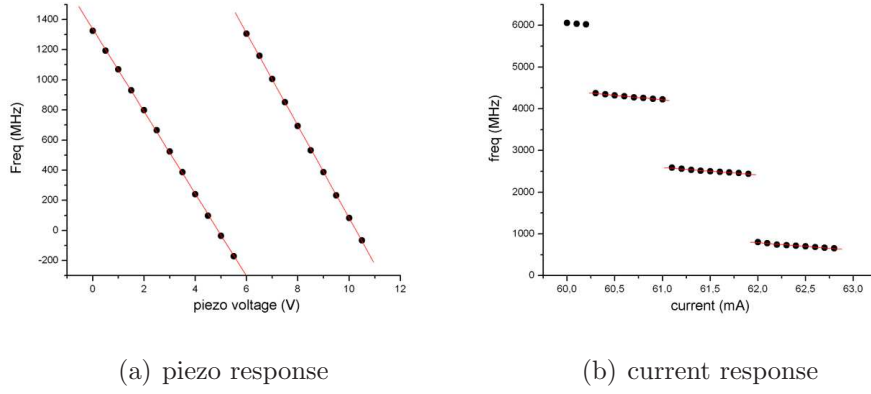 1400
1200
1000
800
600
400
200
0
-200
Freq (MHz)
0 2 4 6 8 10 12
piezo voltage (V)
(a) piezo response
6000
5000
4000
3000
2000
1000
0
freq (MHz)
60,0 60,5 61,0 61,5 62,0 62,5 63,0
current (mA)
(b) current response